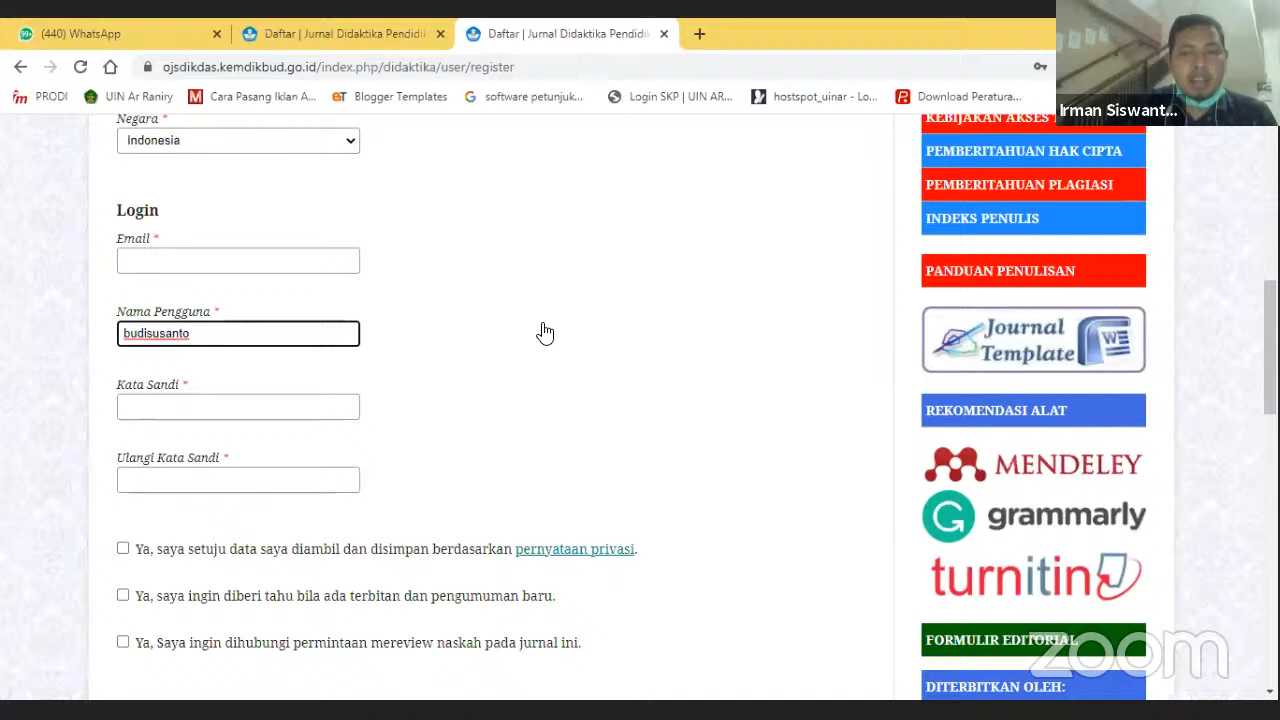 (440) WhatsApp
Daftar | Jurnal Didaktika Pendidil
Daftar | Jurnal Didaktika Pendidil
ojsdikdas.kemdikbud.go.id/index.php/didaktika/user/register
PRODI
UIN Ar Raniry
Cara Pasang Iklan A...
Blogger Templates
software petunjuk...
Login SKP | UIN AR...
hostspot_uinar - Lo...
Download Peratura...
Irman Siswant...
Negara *
Indonesia
Login
Email *
Nama Pengguna *
budisusanto
Kata Sandi *
Ulangi Kata Sandi *
Ya, saya setuju data saya diambil dan disimpan berdasarkan pernyataan privasi.
Ya, saya ingin diberi tahu bila ada terbitan dan pengumuman baru.
Ya, Saya ingin dihubungi permintaan mereview naskah pada jurnal ini.
KEBIJAKAN AKSES
PEMBERITAHUAN HAK CIPTA
PEMBERITAHUAN PLAGIASI
INDEKS PENULIS
PANDUAN PENULISAN
Journal
Template
REKOMENDASI ALAT
MENDELEY
grammarly
turnitin
FORMULIR EDITORIAL
zoom
DITERBITKAN OLEH: